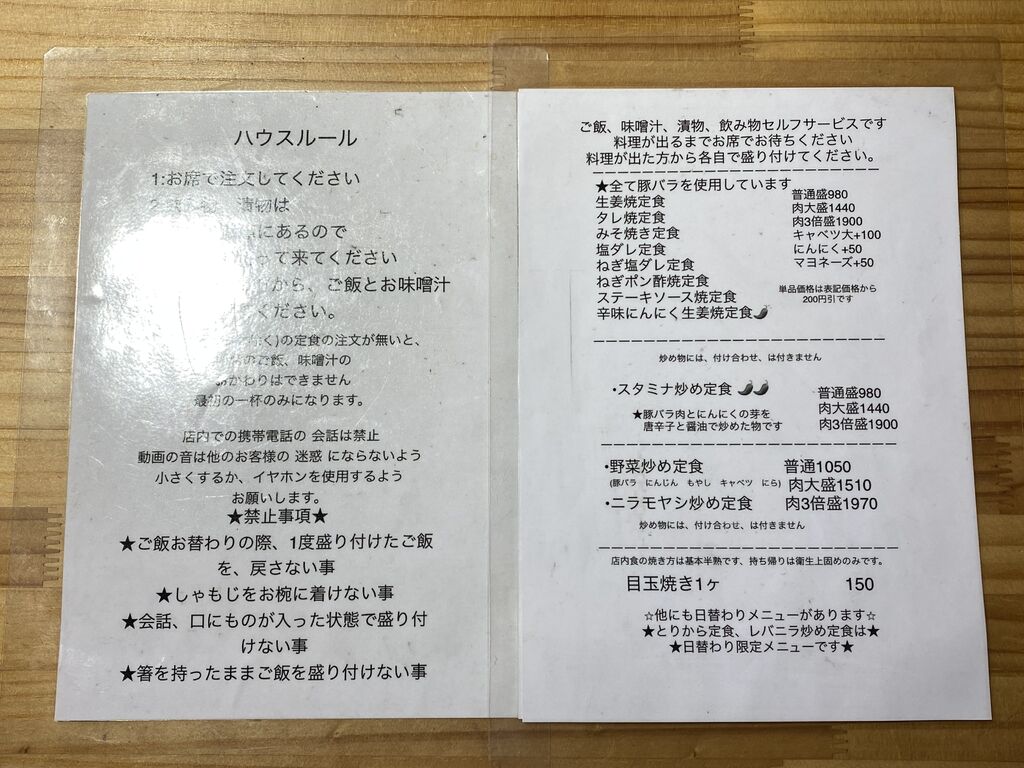 ハウスルール
1:お席で注文してください
漬物は
にあるので
って来てください
から、ご飯とお味噌汁
ください。
の定食の注文が無いと、
のご飯、味噌汁の
おかわりはできません
最初の一杯のみになります。
店内での携帯電話の 会話は禁止
動画の音は他のお客様の 迷惑 にならないよう
小さくするか、イヤホンを使用するよう
お願いします。
★禁止事項★
★ご飯お替わりの際、1度盛り付けたご飯
を、戻さない事
★しゃもじをお椀に着けない事
★会話、口にものが入った状態で盛り付
けない事
★箸を持ったままご飯を盛り付けない事
ご飯、味噌汁、漬物、飲み物セルフサービスです
料理が出るまでお席でお待ちください
料理が出た方から各自で盛り付けてください。
★全て豚バラを使用しています
生姜焼定食
タレ焼定食
みそ焼き定食
塩ダレ定食
ねぎ塩ダレ定食
ねぎポン酢焼定食
ステーキソース焼定食
辛味にんにく生姜焼定食🌶
普通盛980
肉大盛1440
肉3倍盛1900
キャベツ大+100
にんにく+50
マヨネーズ+50
単品価格は表記価格から
200円引です
炒め物には、付け合わせ、は付きません
・スタミナ炒め定食 🌶🌶
★豚バラ肉とにんにくの芽を
唐辛子と醤油で炒めた物です
普通盛980
肉大盛1440
肉3倍盛1900
・野菜炒め定食 普通1050
(豚バラ にんじん もやし キャベツ にら) 肉大盛1510
・ニラモヤシ炒め定食 肉3倍盛1970
炒め物には、付け合わせ、は付きません
店内食の焼き方は基本半熟です、持ち帰りは衛生上固めのみです。
目玉焼き1ヶ 150
☆他にも日替わりメニューがあります☆
★とりから定食、レバニラ炒め定食は★
★日替わり限定メニューです★